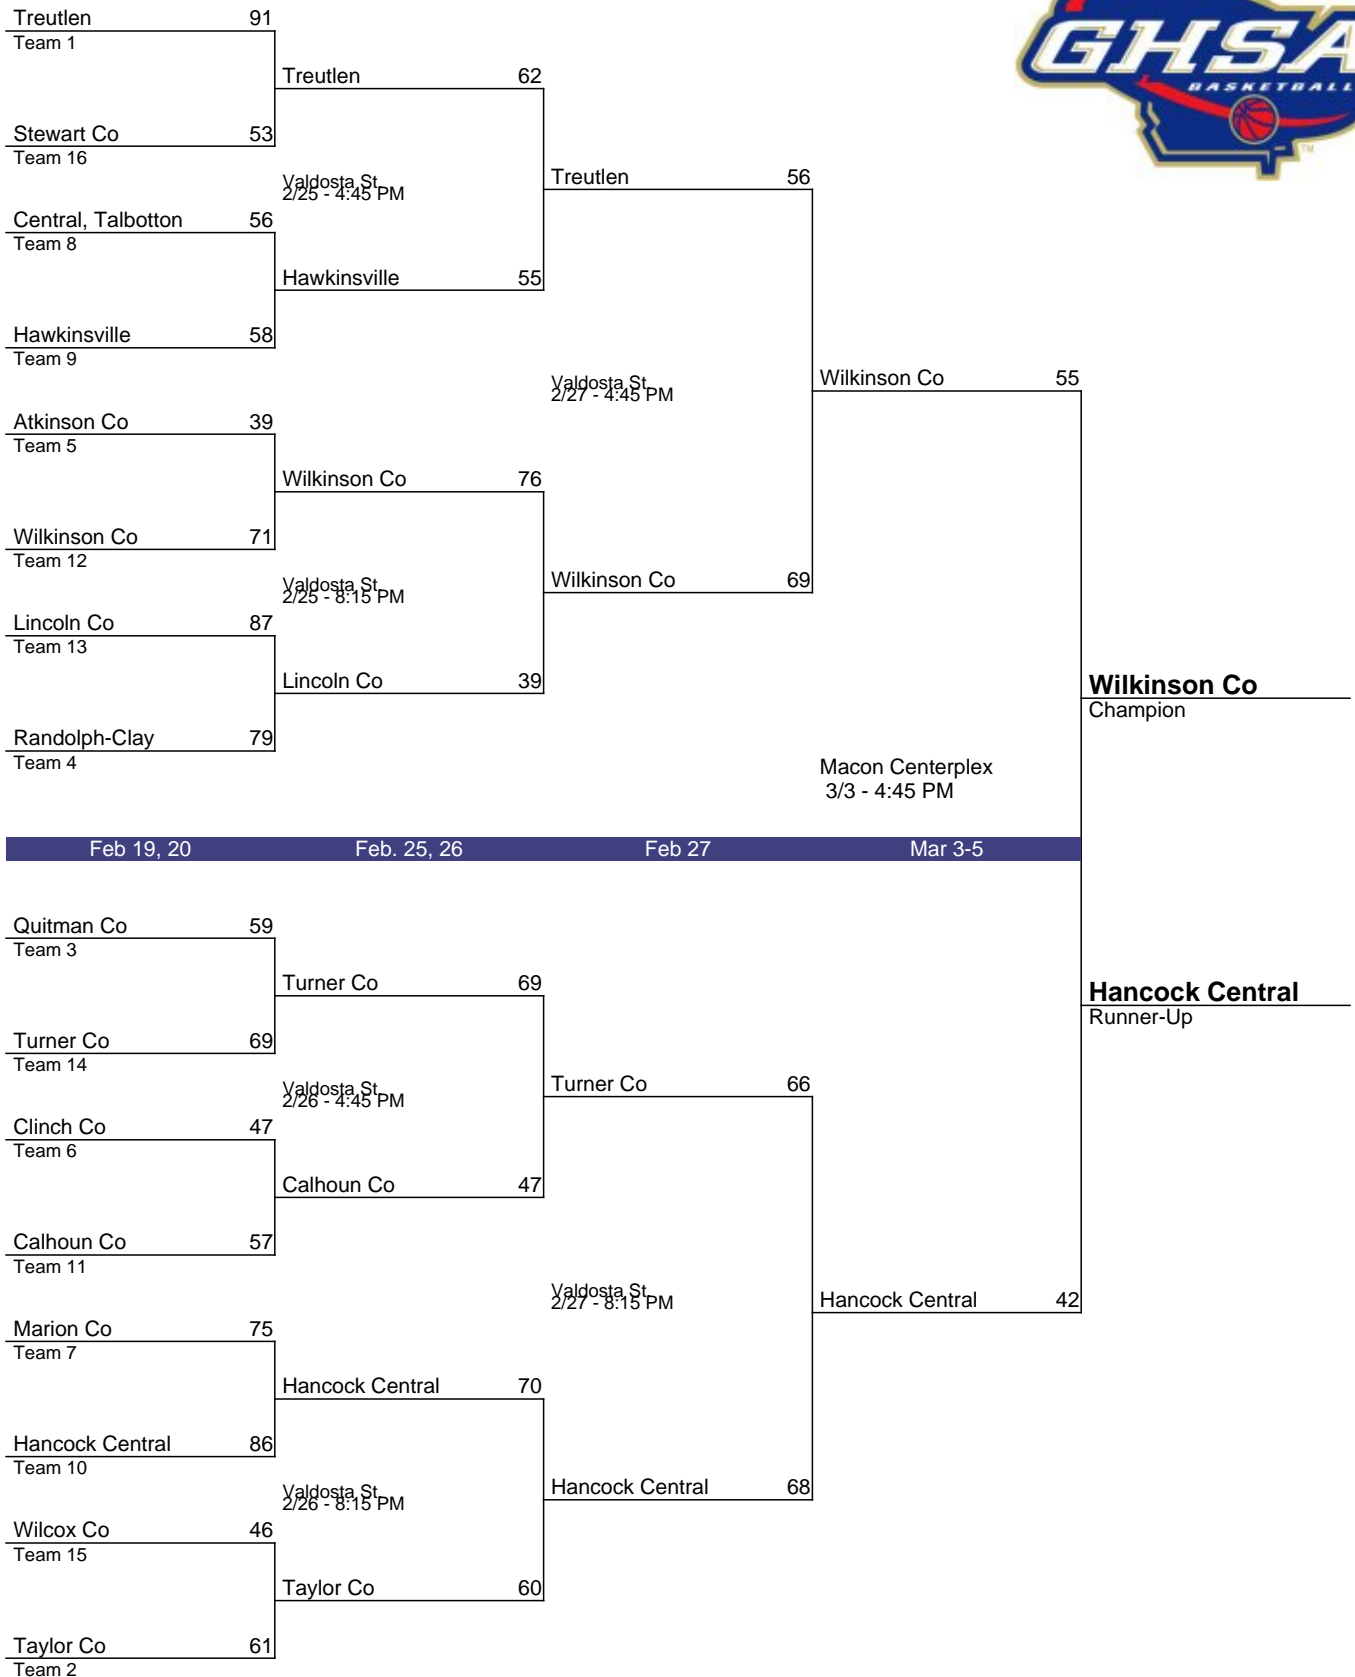 GHSA
BASKETBALL
TM
Treutlen 91
Team 1
Treutlen 62
Stewart Co 53
Team 16
Valdosta St.
2/25 - 4:45 PM
Treutlen 56
Central, Talbotton 56
Team 8
Hawkinsville 55
Hawkinsville 58
Team 9
Valdosta St.
2/27 - 4:45 PM
Wilkinson Co 55
Atkinson Co 39
Team 5
Wilkinson Co 76
Wilkinson Co 71
Team 12
Valdosta St.
2/25 - 8:15 PM
Wilkinson Co 69
Lincoln Co 87
Team 13
Lincoln Co 39
Wilkinson Co
Champion
Randolph-Clay 79
Team 4
Macon Centerplex
3/3 - 4:45 PM
Feb 19, 20 Feb. 25, 26 Feb 27 Mar 3-5
Quitman Co 59
Team 3
Turner Co 69
Hancock Central
Runner-Up
Turner Co 69
Team 14
Valdosta St.
2/26 - 4:45 PM
Turner Co 66
Clinch Co 47
Team 6
Calhoun Co 47
Calhoun Co 57
Team 11
Valdosta St.
2/27 - 8:15 PM
Hancock Central 42
Marion Co 75
Team 7
Hancock Central 70
Hancock Central 86
Team 10
Valdosta St.
2/26 - 8:15 PM
Hancock Central 68
Wilcox Co 46
Team 15
Taylor Co 60
Taylor Co 61
Team 2